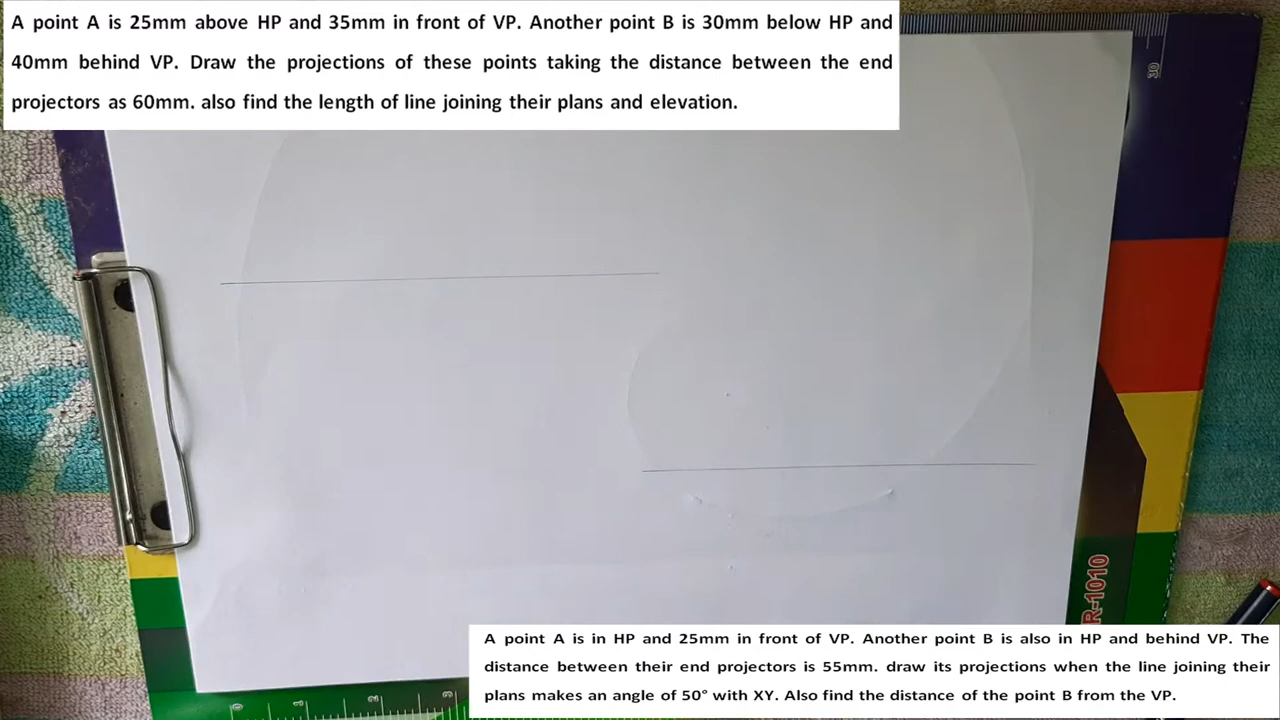 A point A is 25mm above HP and 35mm in front of VP. Another point B is 30mm below HP and
40mm behind VP. Draw the projections of these points taking the distance between the end
projectors as 60mm. also find the length of line joining their plans and elevation.
30
R-1010
0
1
2
3
A point A is in HP and 25mm in front of VP. Another point B is also in HP and behind VP. The
distance between their end projectors is 55mm. draw its projections when the line joining their
plans makes an angle of 50° with XY. Also find the distance of the point B from the VP.